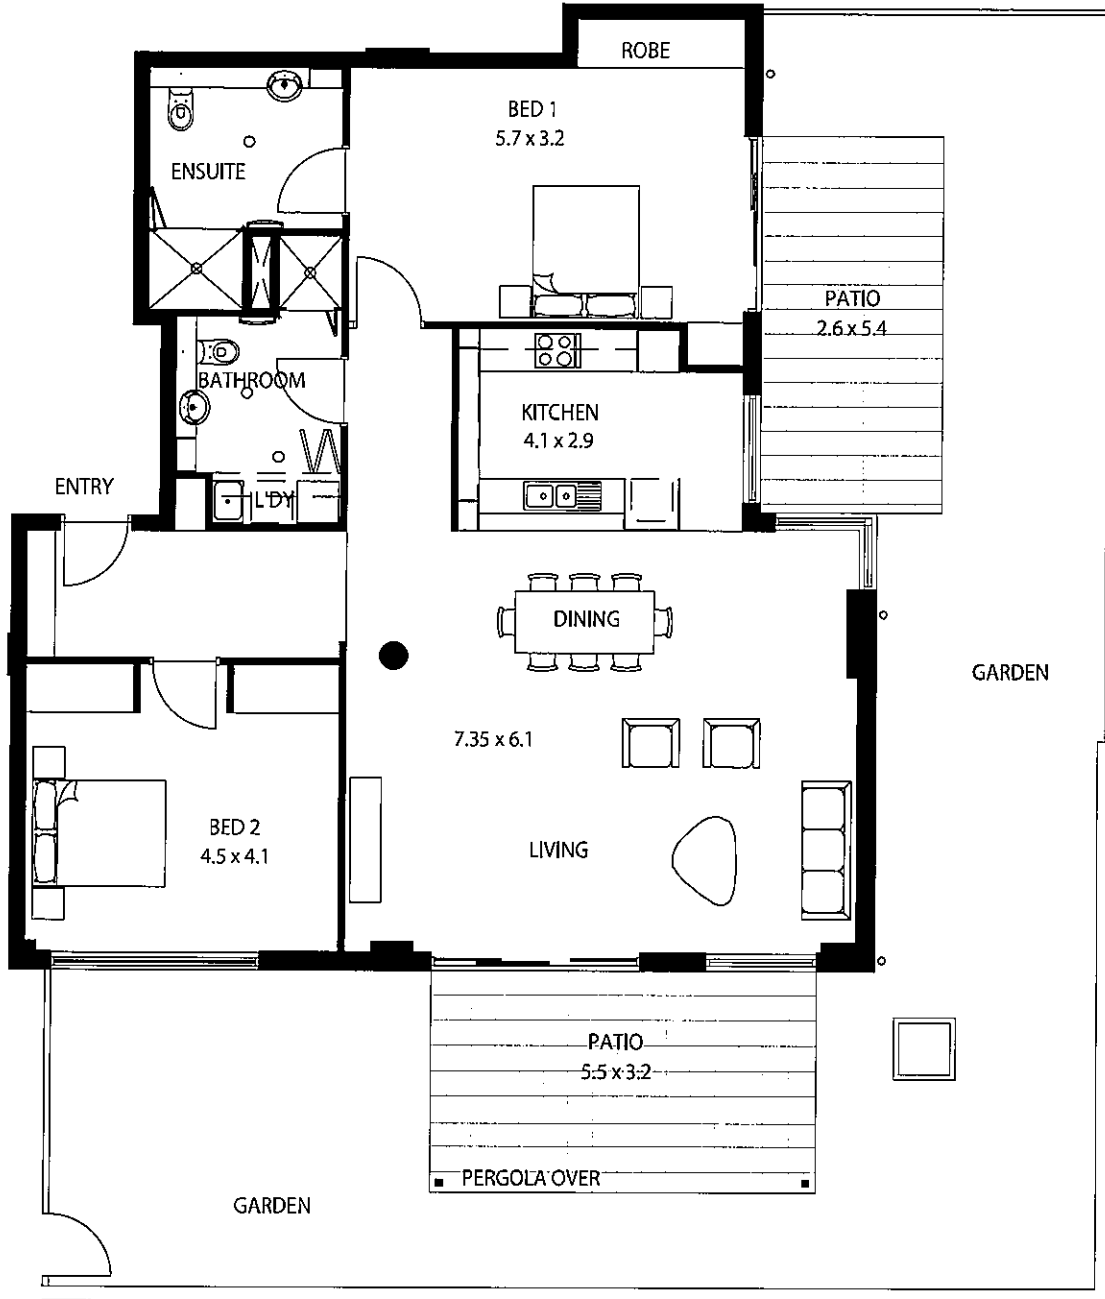 ROBE
BED 1
5.7 x 3.2
ENSUITE
PATIO
2.6 x 5.4
BATHROOM
KITCHEN
4.1 x 2.9
ENTRY
L'DY
DINING
GARDEN
7.35 x 6.1
BED 2
4.5 x 4.1
LIVING
PATIO
5.5 x 3.2
PERGOLA OVER
GARDEN